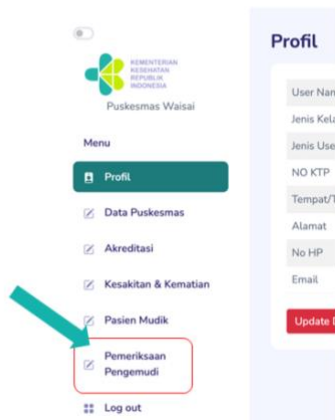 KEMENTERIAN
KESEHATAN
REPUBLIK
INDONESIA
Puskesmas Waisai
Menu
Profil
Data Puskesmas
Akreditasi
Kesakitan & Kematian
Pasien Mudik
Pemeriksaan
Pengemudi
Log out
Profil
User Nan
Jenis Kela
Jenis Use
NO KTP
Tempat/T
Alamat
No HP
Email
Update